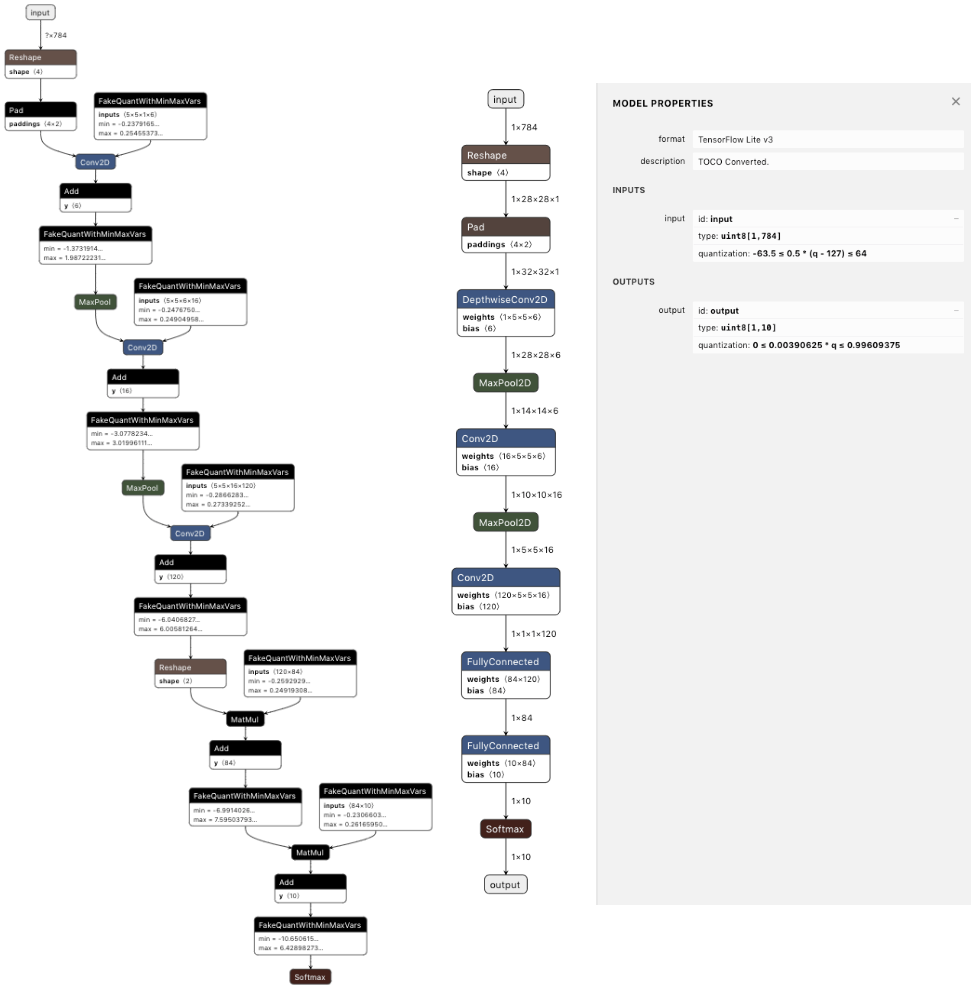 input
?×784
Reshape
shape ⟨4⟩
Pad
paddings ⟨4×2⟩
FakeQuantWithMinMaxVars
inputs ⟨5×5×1×6⟩
min = -0.2379165…
max = 0.25455373…
Conv2D
Add
y ⟨6⟩
FakeQuantWithMinMaxVars
min = -1.3731914…
max = 1.98722231…
MaxPool
FakeQuantWithMinMaxVars
inputs ⟨5×5×6×16⟩
min = -0.2476750…
max = 0.24904958…
Conv2D
Add
y ⟨16⟩
FakeQuantWithMinMaxVars
min = -3.0778234…
max = 3.01996111…
MaxPool
FakeQuantWithMinMaxVars
inputs ⟨5×5×16×120⟩
min = -0.2866283…
max = 0.27339252…
Conv2D
Add
y ⟨120⟩
FakeQuantWithMinMaxVars
min = -6.0406827…
max = 6.00581264…
Reshape
shape ⟨2⟩
FakeQuantWithMinMaxVars
inputs ⟨120×84⟩
min = -0.2592929…
max = 0.24919308…
MatMul
Add
y ⟨84⟩
FakeQuantWithMinMaxVars
min = -6.9914026…
max = 7.59503793…
FakeQuantWithMinMaxVars
inputs ⟨84×10⟩
min = -0.2306603…
max = 0.26165950…
MatMul
Add
y ⟨10⟩
FakeQuantWithMinMaxVars
min = -10.650615…
max = 6.42898273…
Softmax
input
1×784
Reshape
shape ⟨4⟩
1×28×28×1
Pad
paddings ⟨4×2⟩
1×32×32×1
DepthwiseConv2D
weights ⟨1×5×5×6⟩
bias ⟨6⟩
1×28×28×6
MaxPool2D
1×14×14×6
Conv2D
weights ⟨16×5×5×6⟩
bias ⟨16⟩
1×10×10×16
MaxPool2D
1×5×5×16
Conv2D
weights ⟨120×5×5×16⟩
bias ⟨120⟩
1×1×1×120
FullyConnected
weights ⟨84×120⟩
bias ⟨84⟩
1×84
FullyConnected
weights ⟨10×84⟩
bias ⟨10⟩
1×10
Softmax
1×10
output
MODEL PROPERTIES ×
format TensorFlow Lite v3
description TOCO Converted.
INPUTS
input id: input –
type: uint8[1,784]
quantization: -63.5 ≤ 0.5 * (q - 127) ≤ 64
OUTPUTS
output id: output –
type: uint8[1,10]
quantization: 0 ≤ 0.00390625 * q ≤ 0.99609375